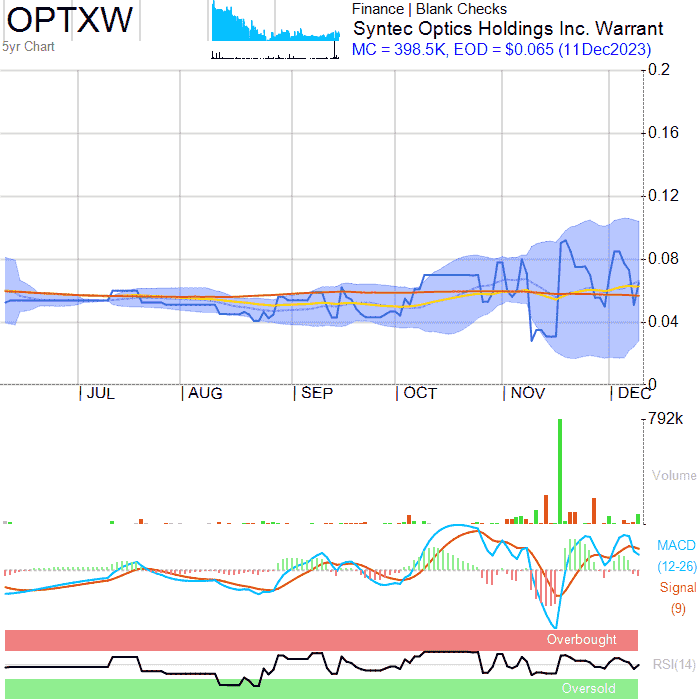 OPTXW
5yr Chart
Finance | Blank Checks
Syntec Optics Holdings Inc. Warrant
MC = 398.5K, EOD = $0.065 (11Dec2023)
0.2
0.16
0.12
0.08
0.04
0
JUL AUG SEP OCT NOV DEC
792k
Volume
MACD
(12-26)
Signal
(9)
Overbought
RSI(14)
Oversold